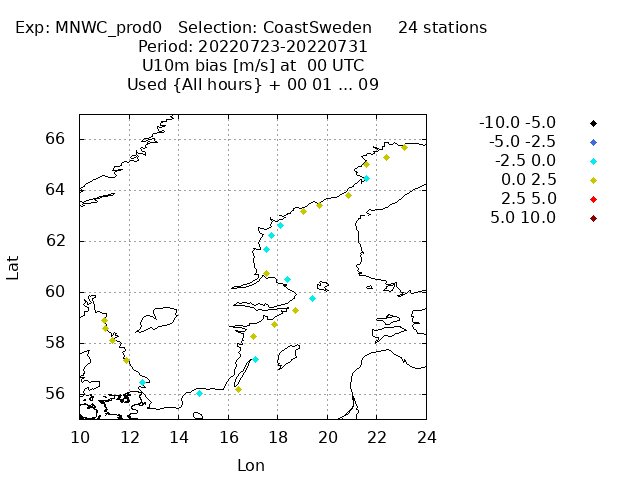 Exp: MNWC_prod0   Selection: CoastSweden     24 stations
Period: 20220723-20220731
U10m bias [m/s] at  00 UTC
Used {All hours} + 00 01 ... 09
-10.0 -5.0
-5.0 -2.5
-2.5 0.0
0.0 2.5
2.5 5.0
5.0 10.0
66
64
62
60
58
56
Lat
10 12 14 16 18 20 22 24
Lon